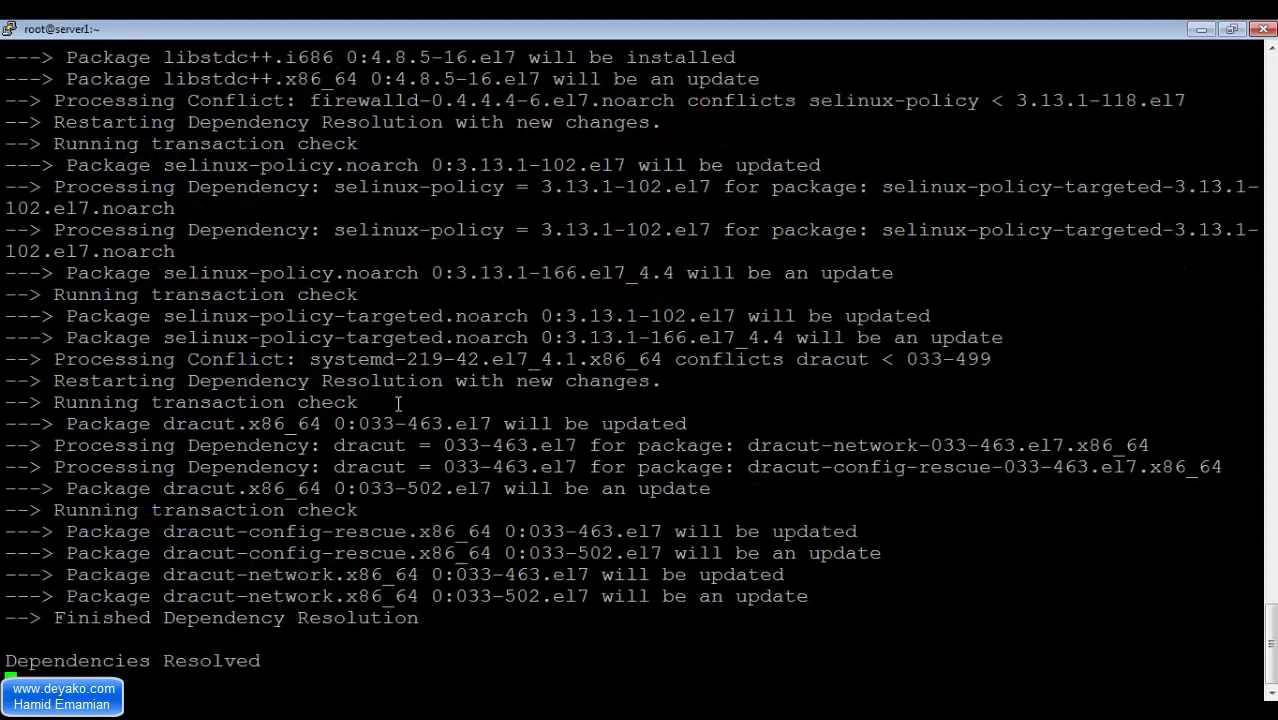 root@server1:~
---> Package libstdc++.i686 0:4.8.5-16.el7 will be installed
---> Package libstdc++.x86_64 0:4.8.5-16.el7 will be an update
--> Processing Conflict: firewalld-0.4.4.4-6.el7.noarch conflicts selinux-policy < 3.13.1-118.el7
--> Restarting Dependency Resolution with new changes.
--> Running transaction check
---> Package selinux-policy.noarch 0:3.13.1-102.el7 will be updated
--> Processing Dependency: selinux-policy = 3.13.1-102.el7 for package: selinux-policy-targeted-3.13.1-
102.el7.noarch
--> Processing Dependency: selinux-policy = 3.13.1-102.el7 for package: selinux-policy-targeted-3.13.1-
102.el7.noarch
---> Package selinux-policy.noarch 0:3.13.1-166.el7_4.4 will be an update
--> Running transaction check
---> Package selinux-policy-targeted.noarch 0:3.13.1-102.el7 will be updated
---> Package selinux-policy-targeted.noarch 0:3.13.1-166.el7_4.4 will be an update
--> Processing Conflict: systemd-219-42.el7_4.1.x86_64 conflicts dracut < 033-499
--> Restarting Dependency Resolution with new changes.
--> Running transaction check
---> Package dracut.x86_64 0:033-463.el7 will be updated
--> Processing Dependency: dracut = 033-463.el7 for package: dracut-network-033-463.el7.x86_64
--> Processing Dependency: dracut = 033-463.el7 for package: dracut-config-rescue-033-463.el7.x86_64
---> Package dracut.x86_64 0:033-502.el7 will be an update
--> Running transaction check
---> Package dracut-config-rescue.x86_64 0:033-463.el7 will be updated
---> Package dracut-config-rescue.x86_64 0:033-502.el7 will be an update
---> Package dracut-network.x86_64 0:033-463.el7 will be updated
---> Package dracut-network.x86_64 0:033-502.el7 will be an update
--> Finished Dependency Resolution
Dependencies Resolved
www.deyako.com
Hamid Emamian